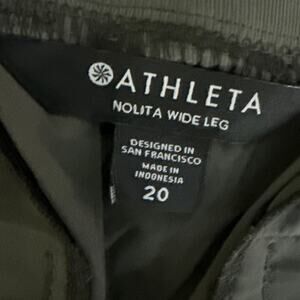 ATHLETA
NOLITA WIDE LEG
DESIGNED IN
SAN FRANCISCO
MADE IN
INDONESIA
20